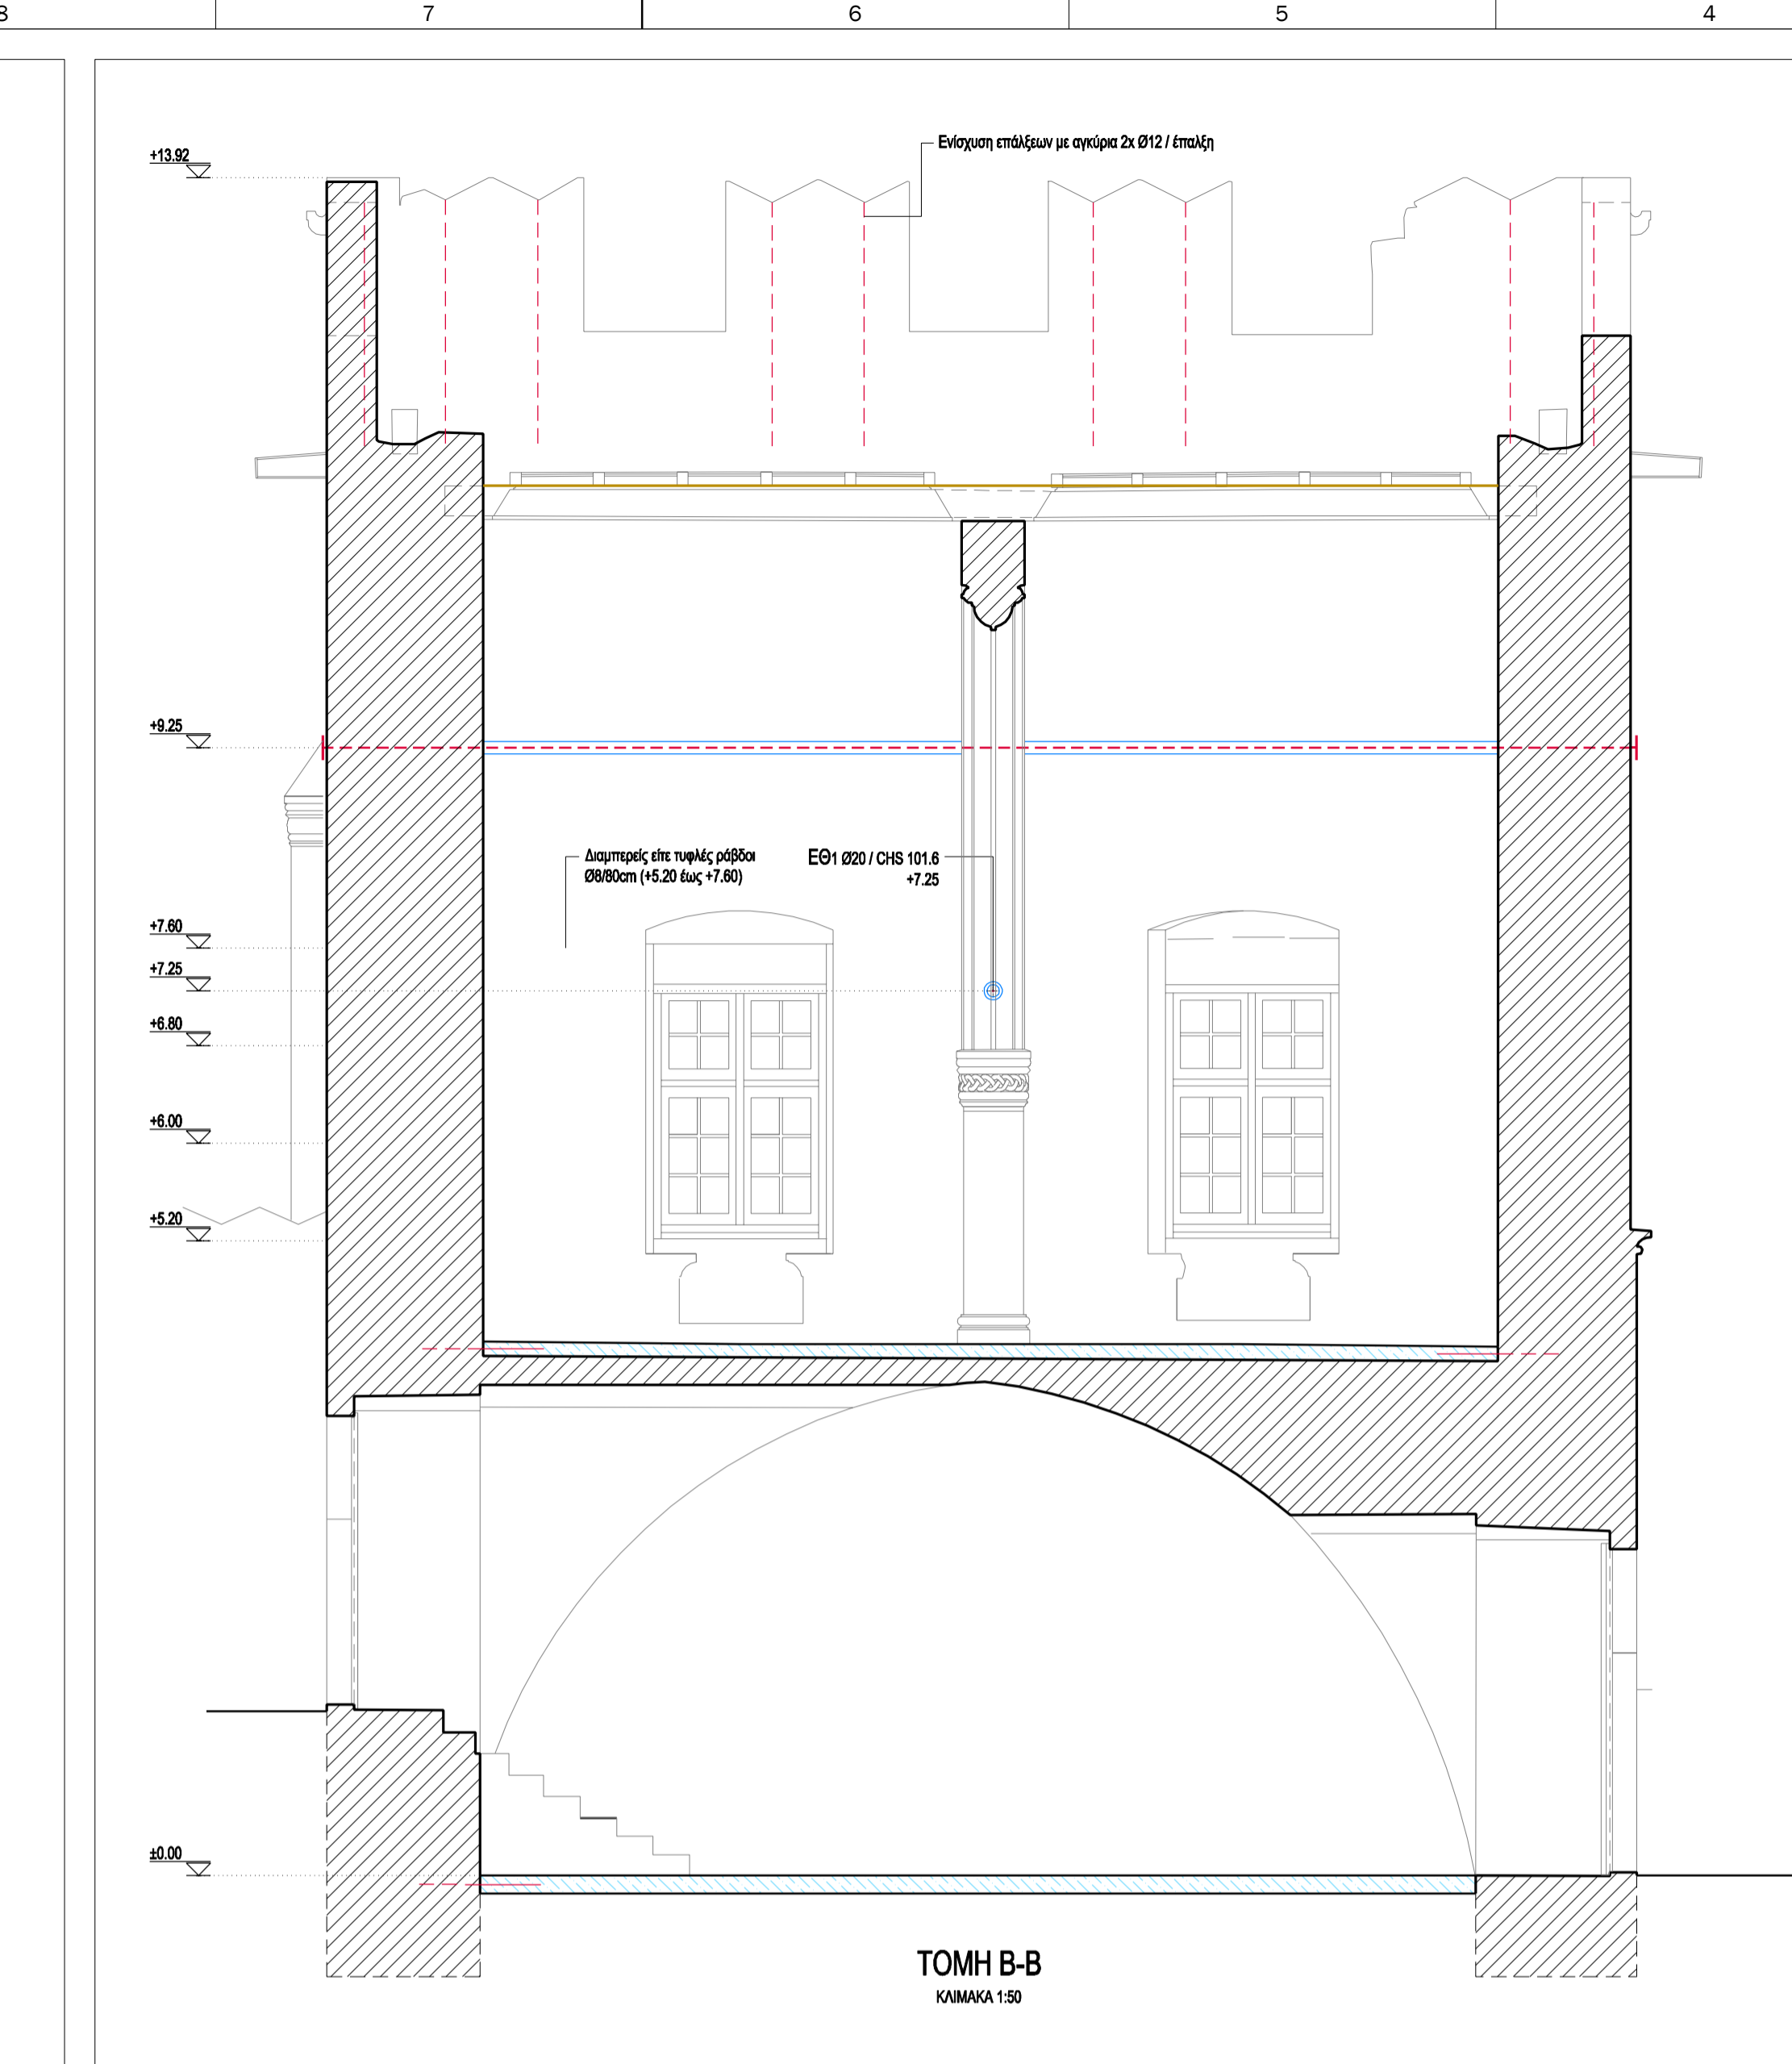 8 7 6 5 4
Ενίσχυση επάλξεων με αγκύρια 2x Ø12 / έπαλξη
+13.92
+9.25
Διαμπερείς είτε τυφλές ράβδοι
Ø8/80cm (+5.20 έως +7.60)
ΕΘ1 Ø20 / CHS 101.6
+7.25
+7.60
+7.25
+6.80
+6.00
+5.20
±0.00
ΤΟΜΗ Β-Β
ΚΛΙΜΑΚΑ 1:50